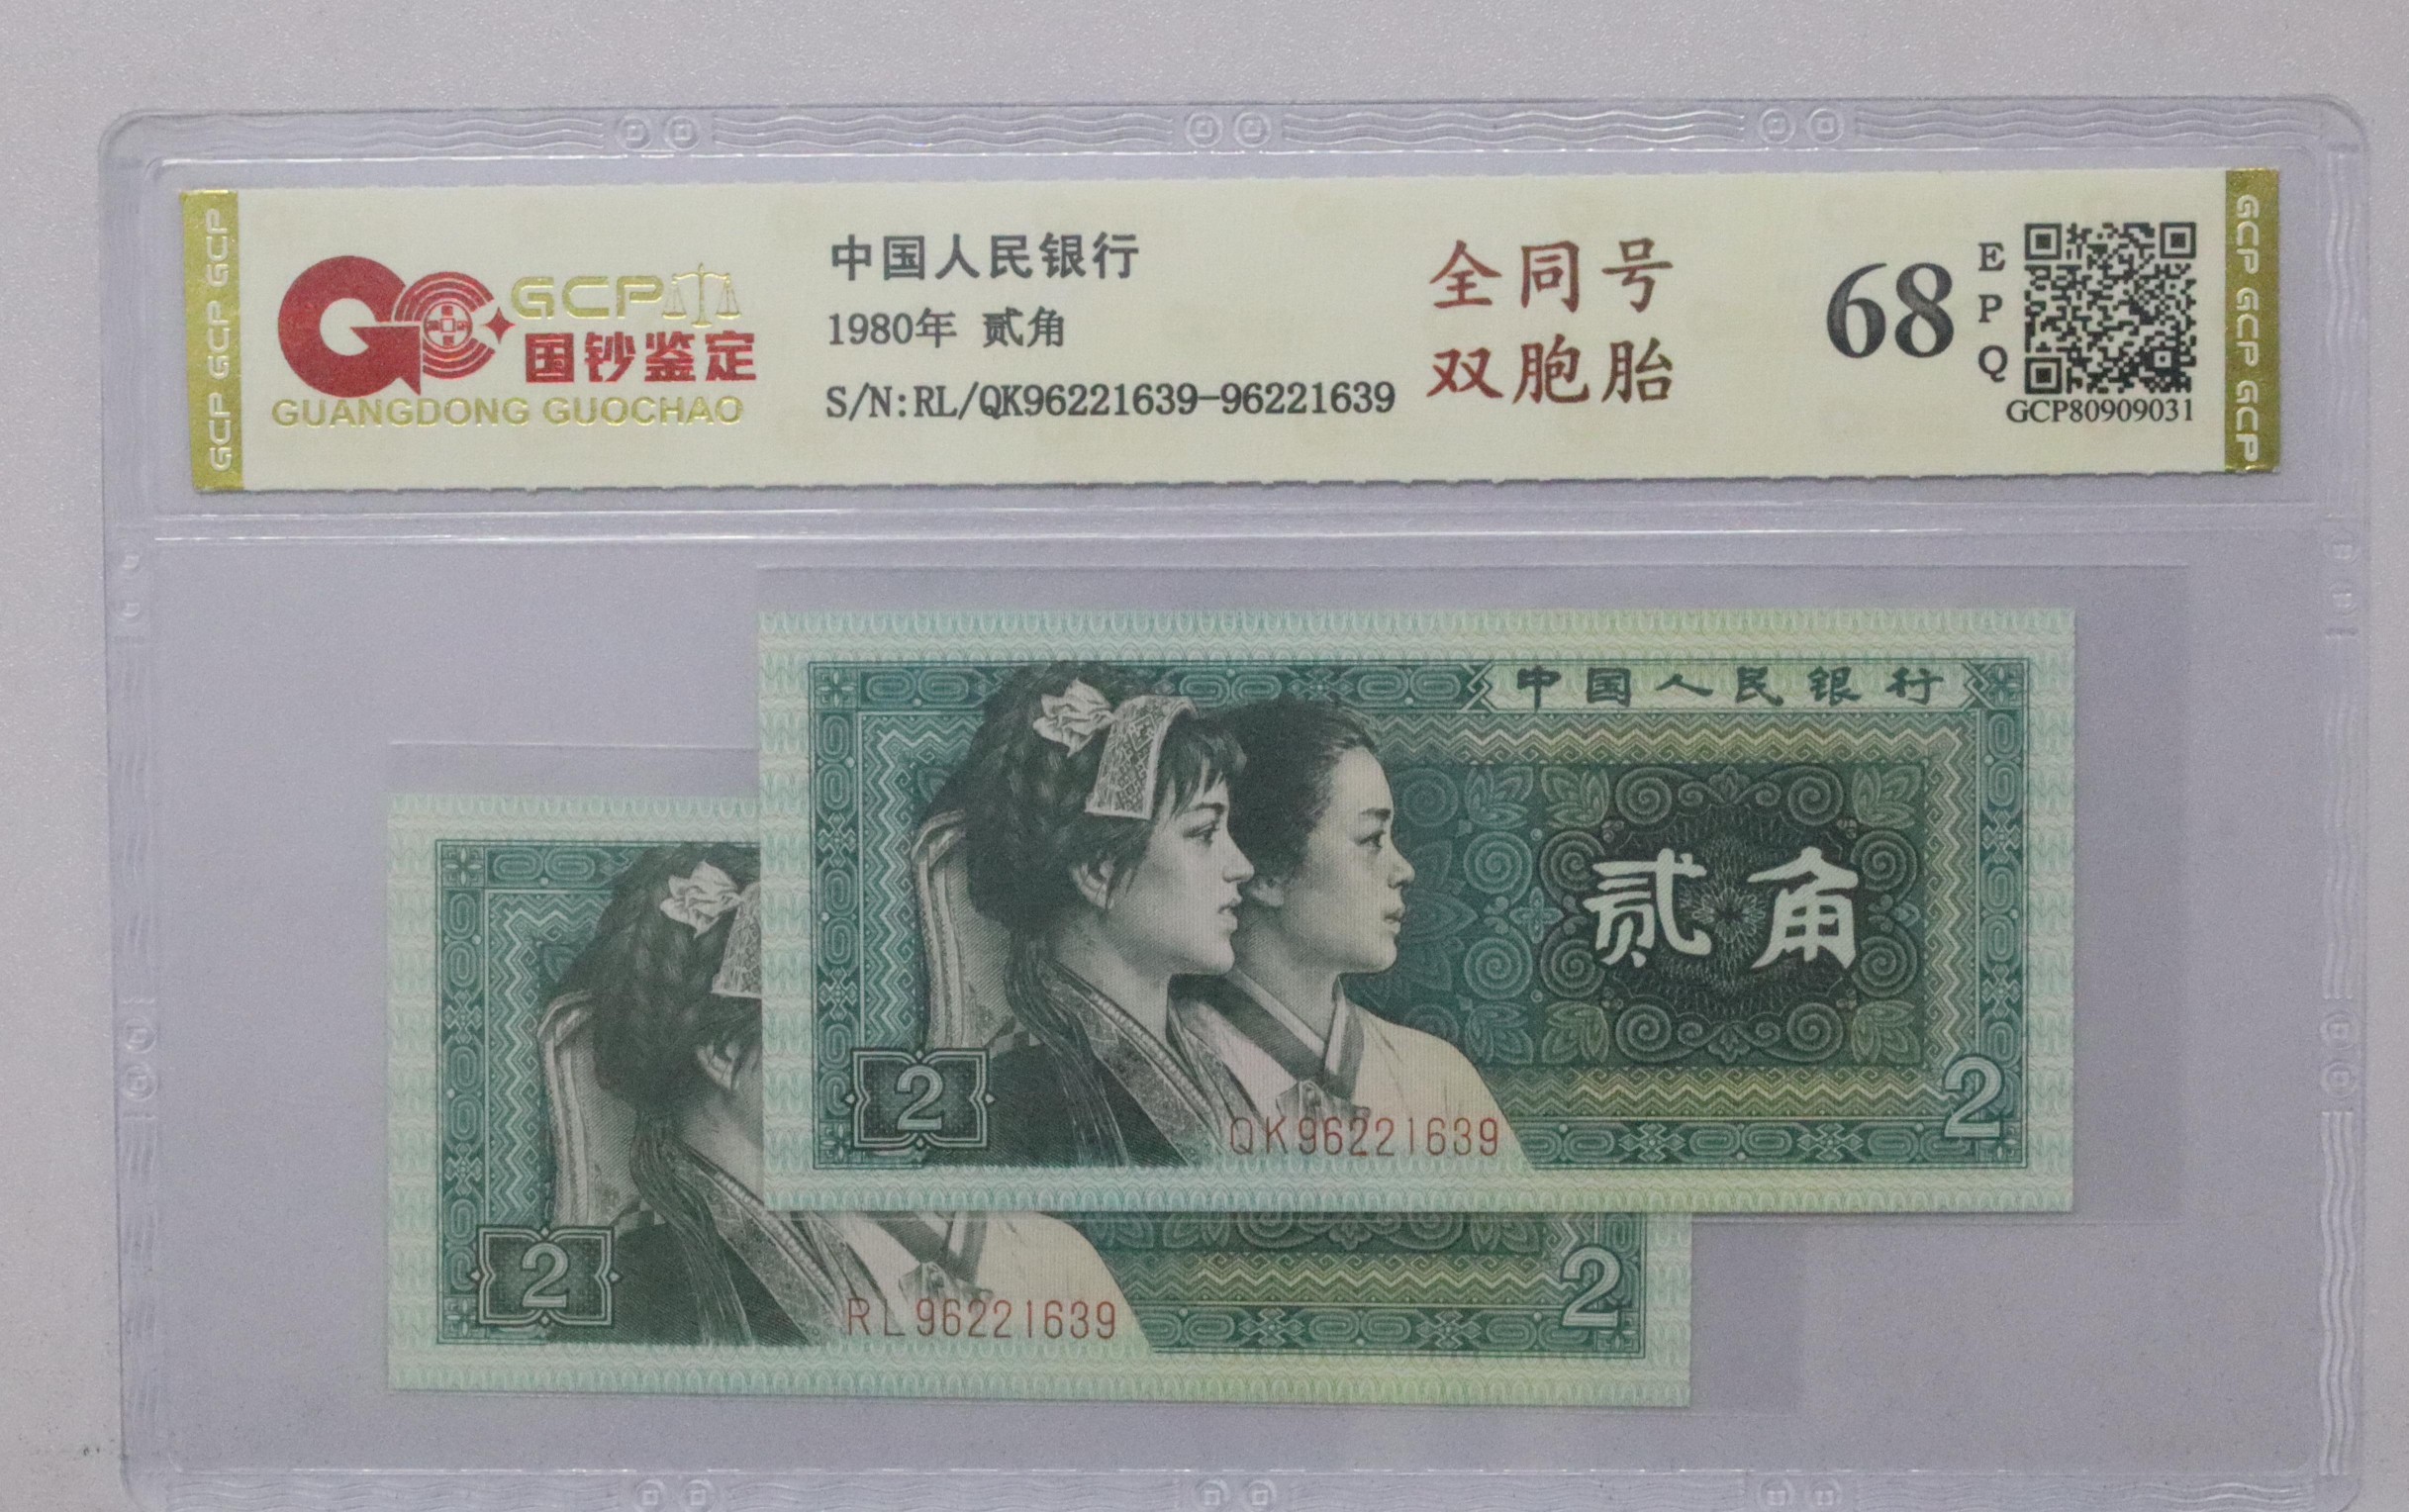 GCP GCP GCP
GCP
国钞鉴定
GUANGDONG GUOCHAO
中国人民银行
1980年 贰角
S/N:RL/QK96221639-96221639
全同号
双胞胎
68
E
P
Q
GCP80909031
GCP GCP GCP
中国人民银行
贰角
2
QK96221639
2
2
RL96221639
2